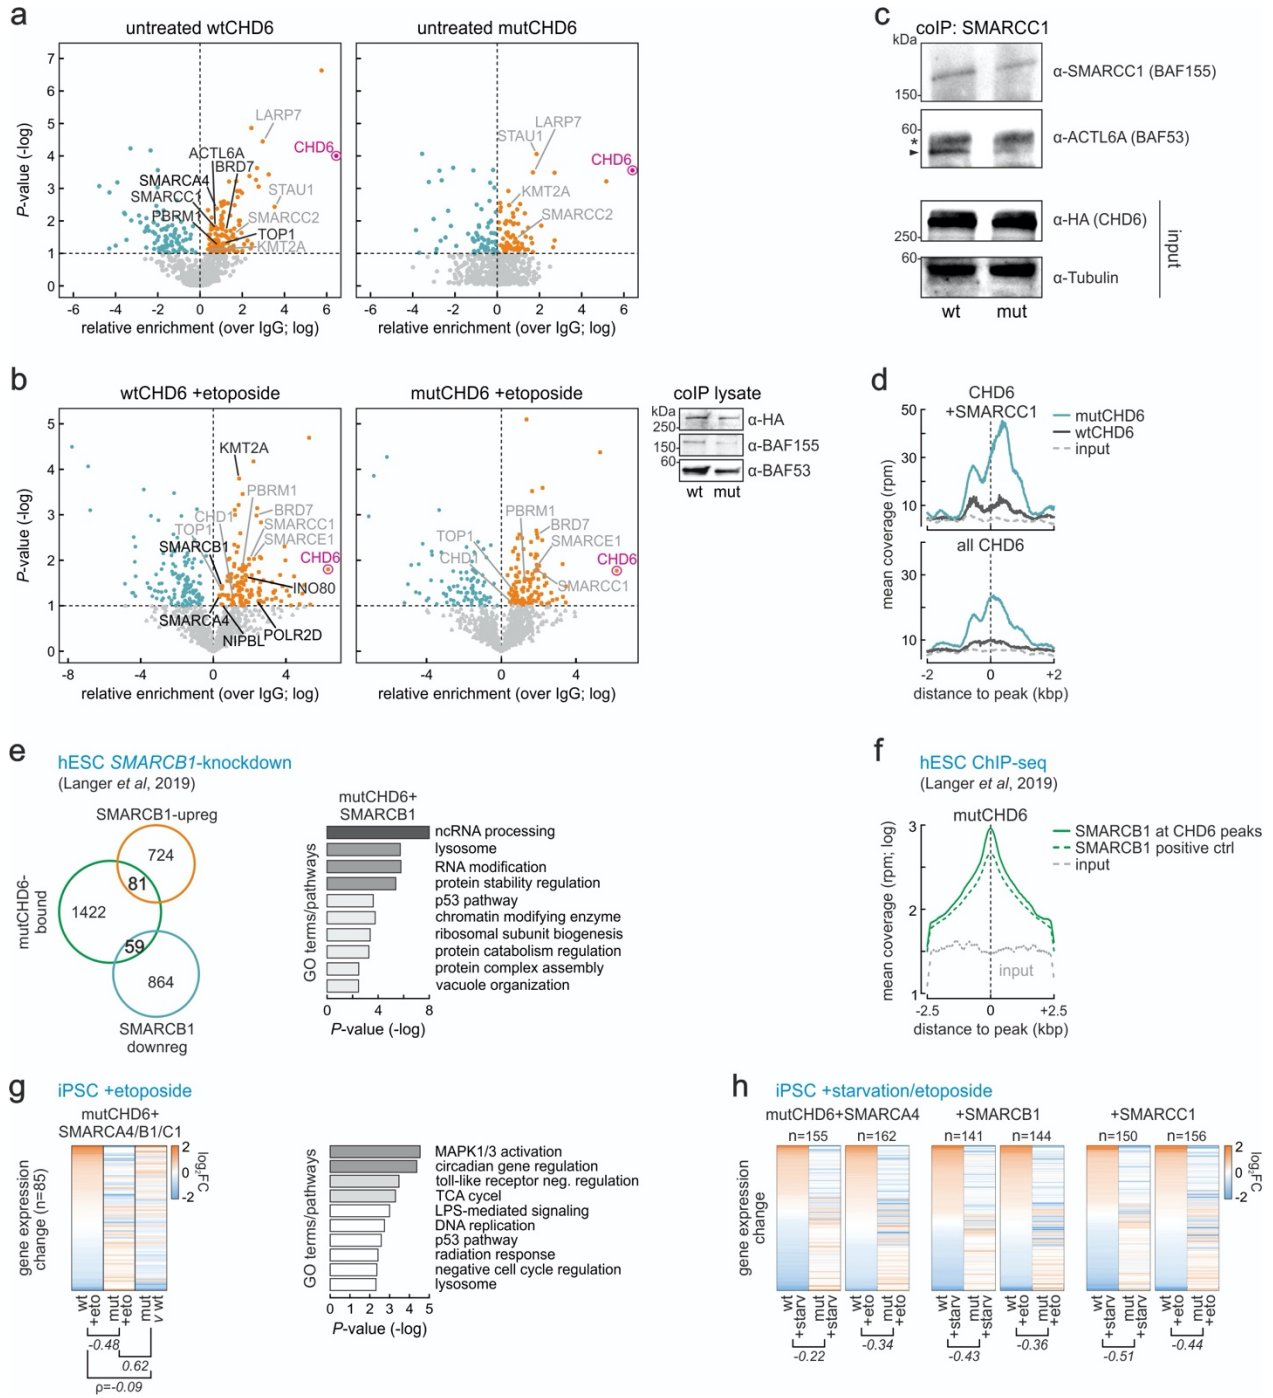 a
untreated wtCHD6
untreated mutCHD6
P-value (-log)
7
6
5
4
3
2
1
0
LARP7
CHD6
ACTL6A
BRD7
SMARCA4
STAU1
SMARCC1
PBRM1
SMARCC2
TOP1
KMT2A
-6 -4 -2 0 2 4 6
relative enrichment (over IgG; log)
LARP7
STAU1
CHD6
KMT2A
SMARCC2
-6 -4 -2 0 2 4 6
relative enrichment (over IgG; log)
c
coIP: SMARCC1
kDa
150
α-SMARCC1 (BAF155)
60
*
α-ACTL6A (BAF53)
250
α-HA (CHD6)
60
α-Tubulin
input
wt mut
b
wtCHD6 +etoposide
mutCHD6 +etoposide
P-value (-log)
5
4
3
2
1
0
KMT2A
PBRM1
CHD1
BRD7
TOP1
SMARCC1
SMARCE1
SMARCB1
CHD6
INO80
SMARCA4
POLR2D
NIPBL
-8 -4 0 4
relative enrichment (over IgG; log)
PBRM1
BRD7
TOP1
SMARCE1
CHD1
CHD6
SMARCC1
-4 0 4
relative enrichment (over IgG; log)
coIP lysate
kDa
250
α-HA
150
α-BAF155
60
α-BAF53
wt mut
d
CHD6
+SMARCC1
mutCHD6
wtCHD6
input
50
30
10
mean coverage (rpm)
all CHD6
30
10
-2 0 +2
distance to peak (kbp)
e
hESC SMARCB1-knockdown
(Langer et al, 2019)
SMARCB1-upreg
724
81
mutCHD6-
bound
1422
59
864
SMARCB1
downreg
mutCHD6+
SMARCB1
GO terms/pathways
ncRNA processing
lysosome
RNA modification
protein stability regulation
p53 pathway
chromatin modifying enzyme
ribosomal subunit biogenesis
protein catabolism regulation
protein complex assembly
vacuole organization
0 4 8
P-value (-log)
f
hESC ChIP-seq
(Langer et al, 2019)
mutCHD6
SMARCB1 at CHD6 peaks
SMARCB1 positive ctrl
input
mean coverage (rpm; log)
3
2
1
input
-2.5 0 +2.5
distance to peak (kbp)
g
iPSC +etoposide
mutCHD6+
SMARCA4/B1/C1
gene expression
change (n=85)
2
0
-2
log2FC
wt +eto
mut +eto
mut v wt
-0.48
0.62
ρ=-0.09
GO terms/pathways
MAPK1/3 activation
circadian gene regulation
toll-like receptor neg. regulation
TCA cycel
LPS-mediated signaling
DNA replication
p53 pathway
radiation response
negative cell cycle regulation
lysosome
0 1 2 3 4 5
P-value (-log)
h
iPSC +starvation/etoposide
mutCHD6+SMARCA4 +SMARCB1 +SMARCC1
n=155 n=162 n=141 n=144 n=150 n=156
gene expression
change
2
0
-2
log2FC
wt +starv
mut +starv
wt +eto
mut +eto
wt +starv
mut +starv
wt +eto
mut +eto
wt +starv
mut +starv
wt +eto
mut +eto
-0.22 -0.34 -0.43 -0.36 -0.51 -0.44